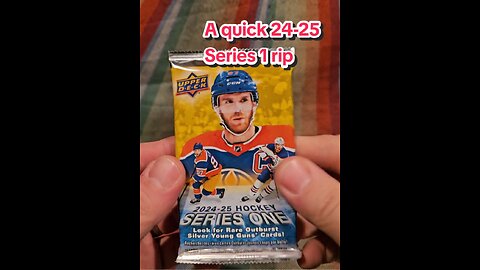 A quick 24-25
Series 1 rip
UPPER
DECK
CCM
2024-25 HOCKEY
SERIES ONE
Look for Rare Outburst
Silver Young Guns® Cards!